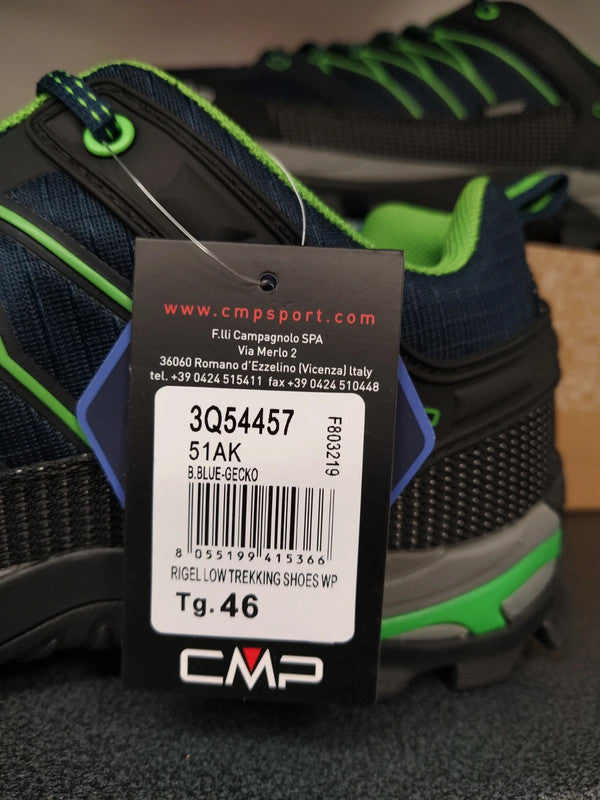 www.cmpsport.com
F.lli Campagnolo SPA
Via Merlo 2
36060 Romano d'Ezzelino (Vicenza) Italy
tel. +39 0424 515411 fax +39 0424 510448
3Q54457
51AK
B.BLUE-GECKO
F803219
8 055199 415366
RIGEL LOW TREKKING SHOES WP
Tg. 46
CMP